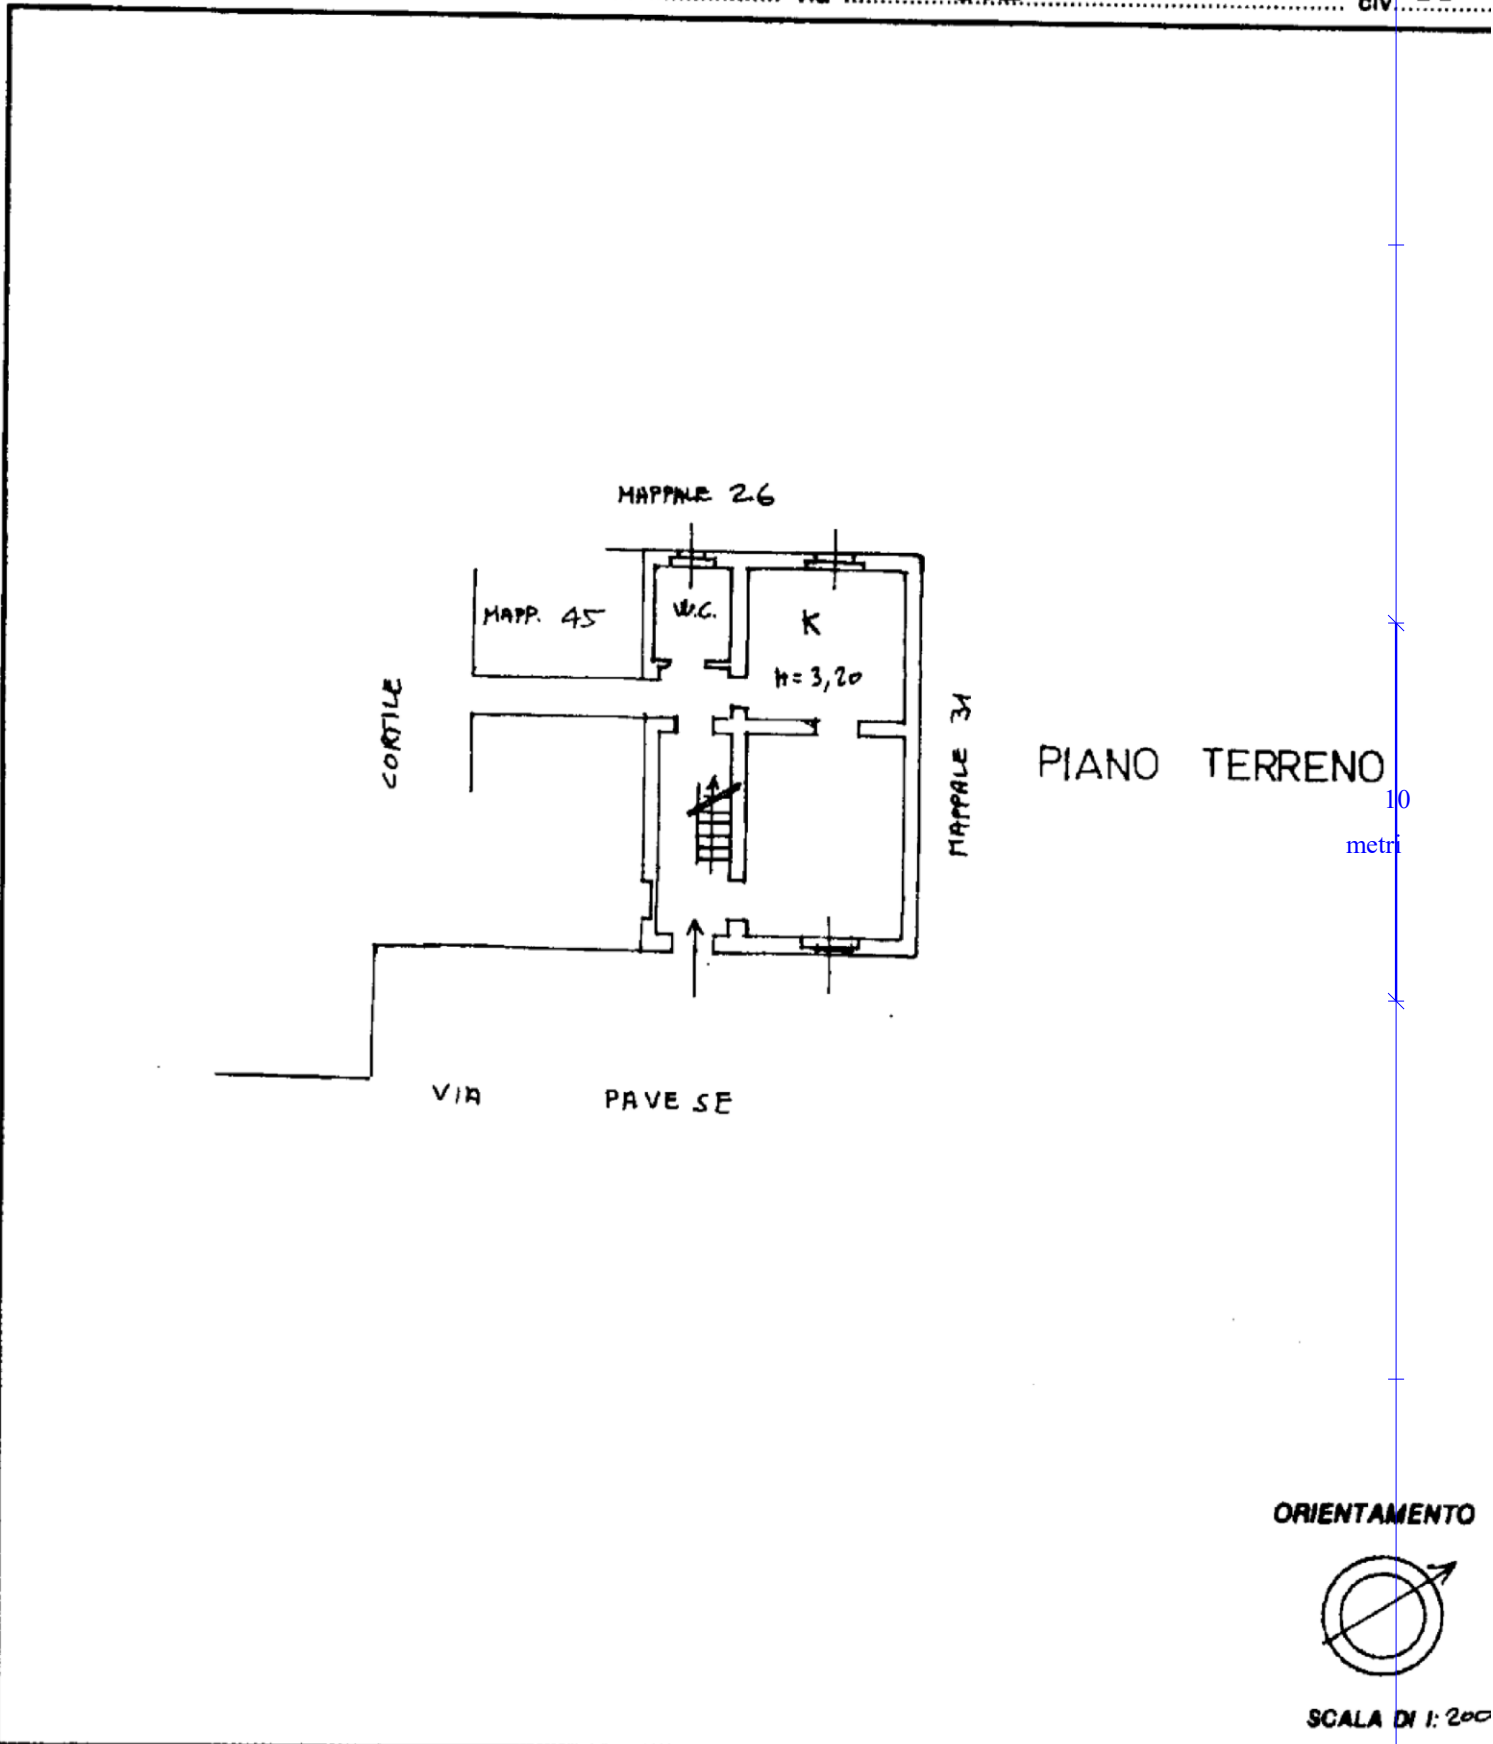 MAPPALE 26
MAPP. 45
W.C.
K
h=3,20
CORTILE
MAPPALE 31
PIANO TERRENO
10
metri
VIA PAVESE
ORIENTAMENTO
SCALA DI 1:200